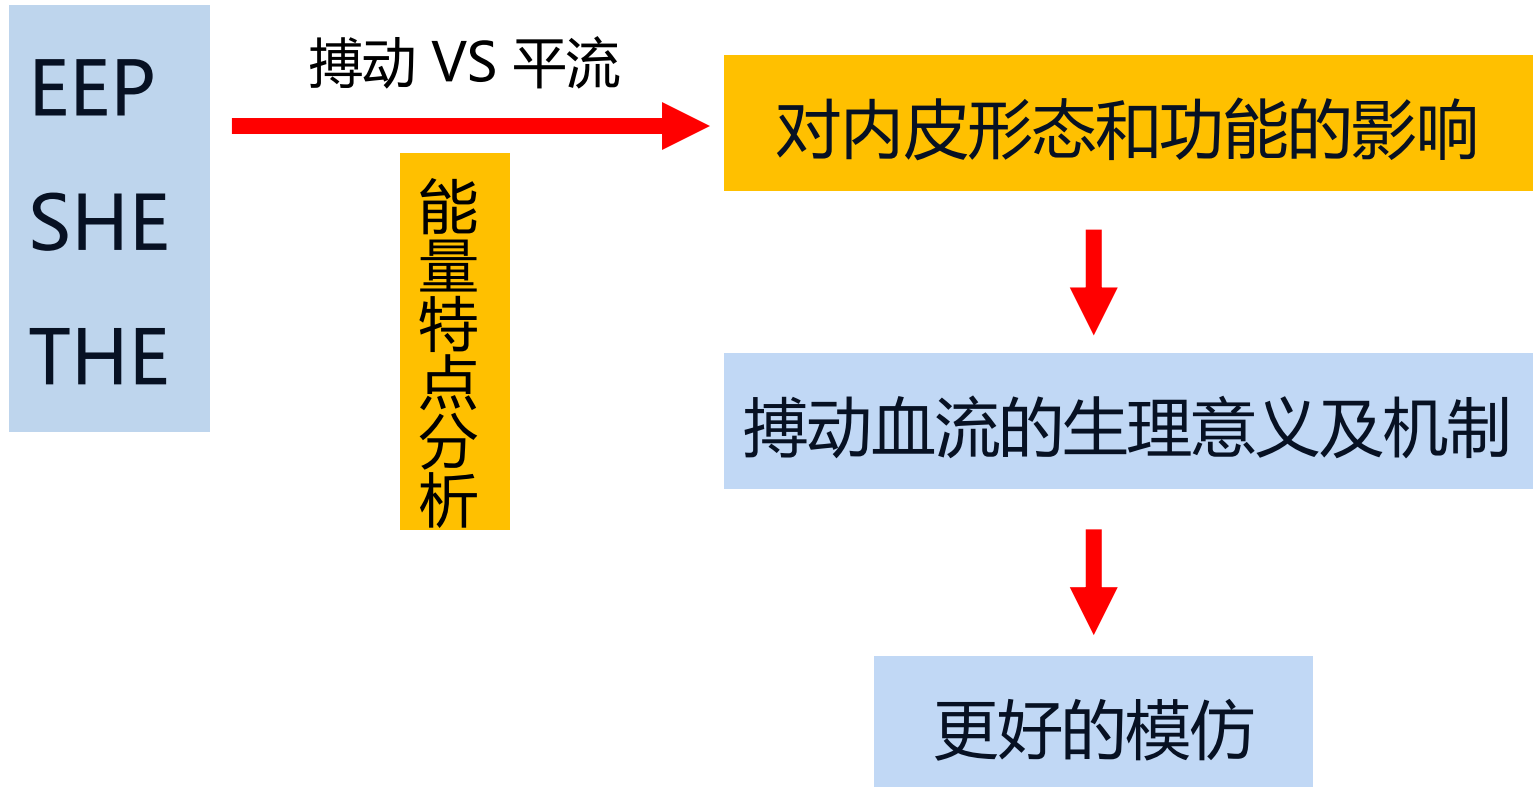 EEP
SHE
THE
搏动 VS 平流
能量特点分析
对内皮形态和功能的影响
搏动血流的生理意义及机制
更好的模仿